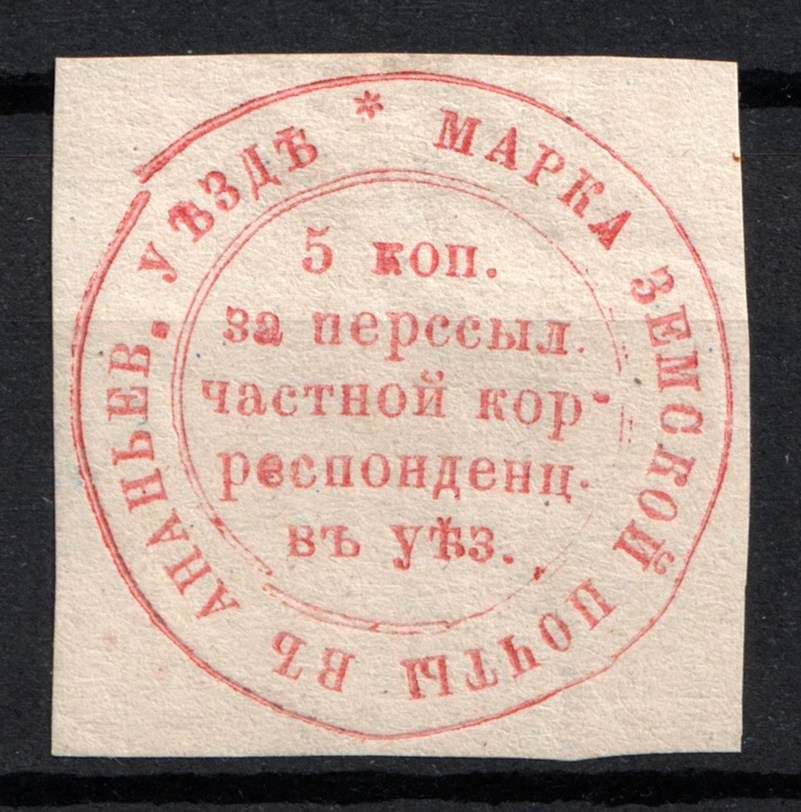 * МАРКА ЗЕМСКОЙ ПОЧТЫ ВЪ АНАНЬЕВ. УѢЗДѢ
5 коп.
за перссыл.
частной кор-
респонденц.
въ уѣз.